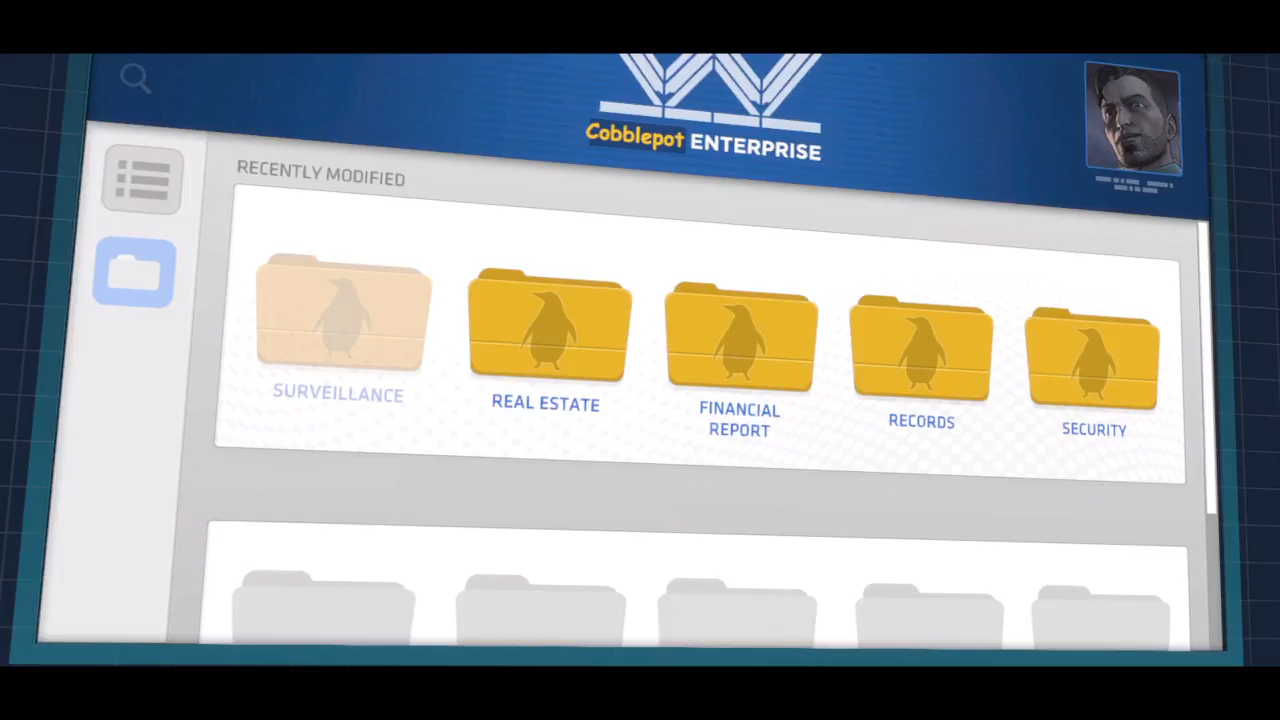 Cobblepot ENTERPRISE
RECENTLY MODIFIED
SURVEILLANCE
REAL ESTATE
FINANCIAL
REPORT
RECORDS
SECURITY